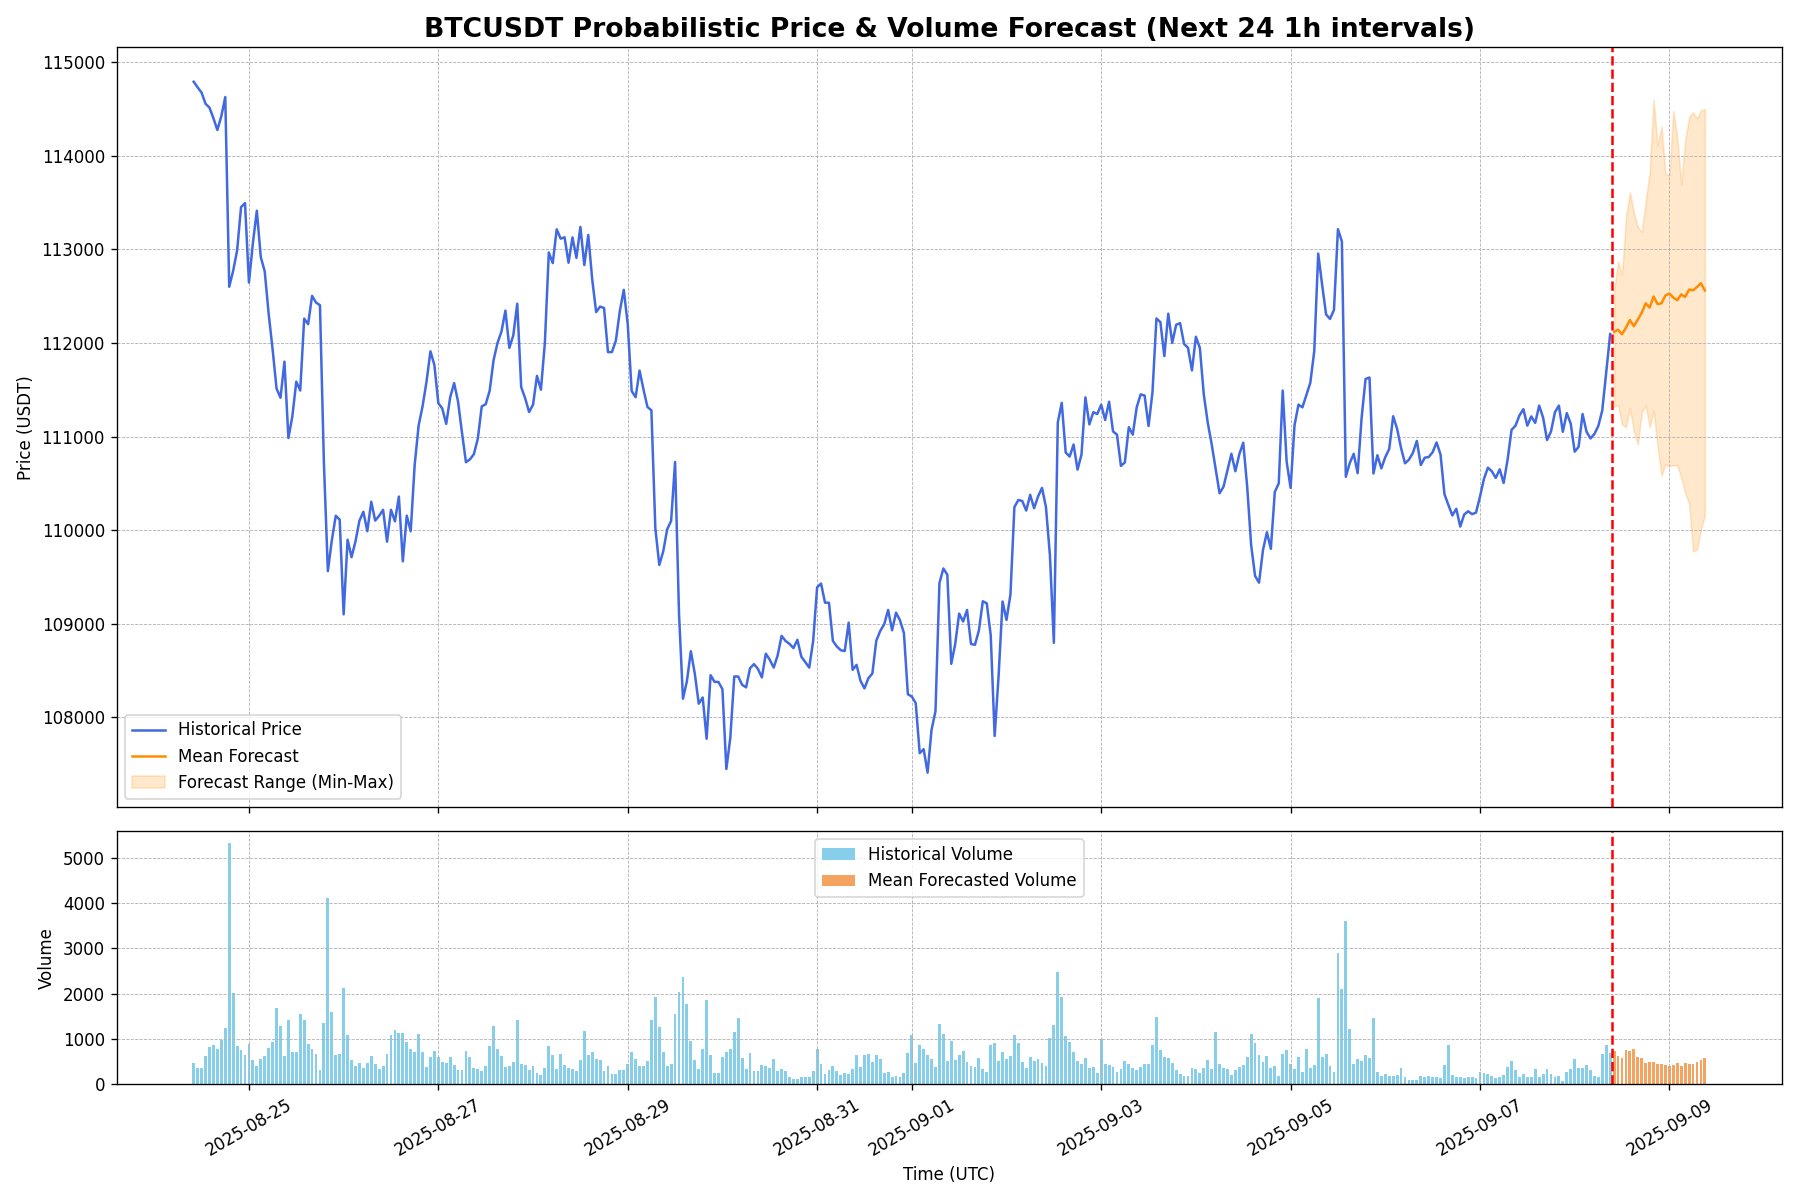 BTCUSDT Probabilistic Price & Volume Forecast (Next 24 1h intervals)
115000
114000
113000
112000
111000
110000
109000
108000
Price (USDT)
Historical Price
Mean Forecast
Forecast Range (Min-Max)
5000
4000
3000
2000
1000
0
Volume
Historical Volume
Mean Forecasted Volume
2025-08-25
2025-08-27
2025-08-29
2025-08-31
2025-09-01
2025-09-03
2025-09-05
2025-09-07
2025-09-09
Time (UTC)